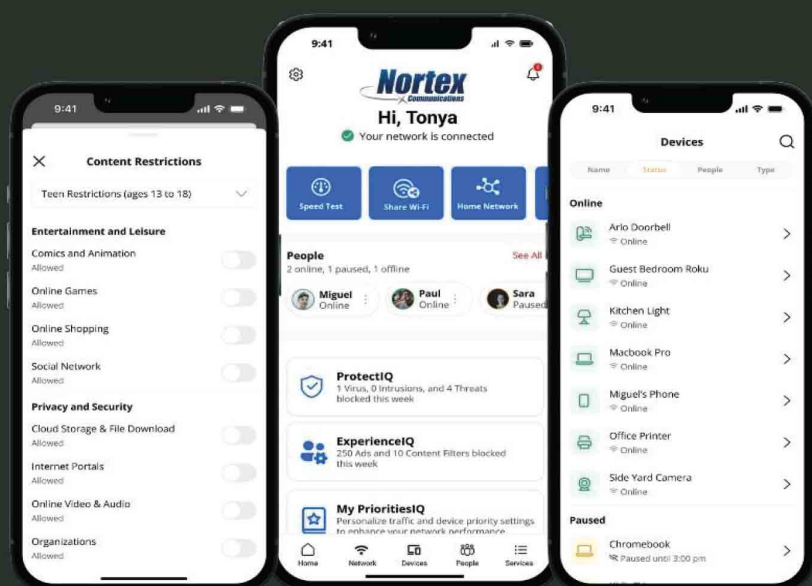 9:41
Content Restrictions
Teen Restrictions (ages 13 to 18)
Entertainment and Leisure
Comics and Animation
Allowed
Online Games
Allowed
Online Shopping
Allowed
Social Network
Allowed
Privacy and Security
Cloud Storage & File Download
Allowed
Internet Portals
Allowed
Online Video & Audio
Allowed
Organizations
Allowed
9:41
Nortex
Communications
Hi, Tonya
Your network is connected
Speed Test
Share Wi-Fi
Home Network
People
See All
2 online, 1 paused, 1 offline
Miguel
Online
Paul
Online
Sara
Paused
ProtectIQ
1 Virus, 0 Intrusions, and 4 Threats
blocked this week
ExperienceIQ
250 Ads and 10 Content Filters blocked
this week
My PrioritiesIQ
Personalize traffic and device priority settings
to enhance your network performance
Home
Network
Devices
People
Services
9:41
Devices
Name
Status
People
Type
Online
Arlo Doorbell
Online
Guest Bedroom Roku
Online
Kitchen Light
Online
Macbook Pro
Online
Miguel's Phone
Online
Office Printer
Online
Side Yard Camera
Online
Paused
Chromebook
Paused until 3:00 pm